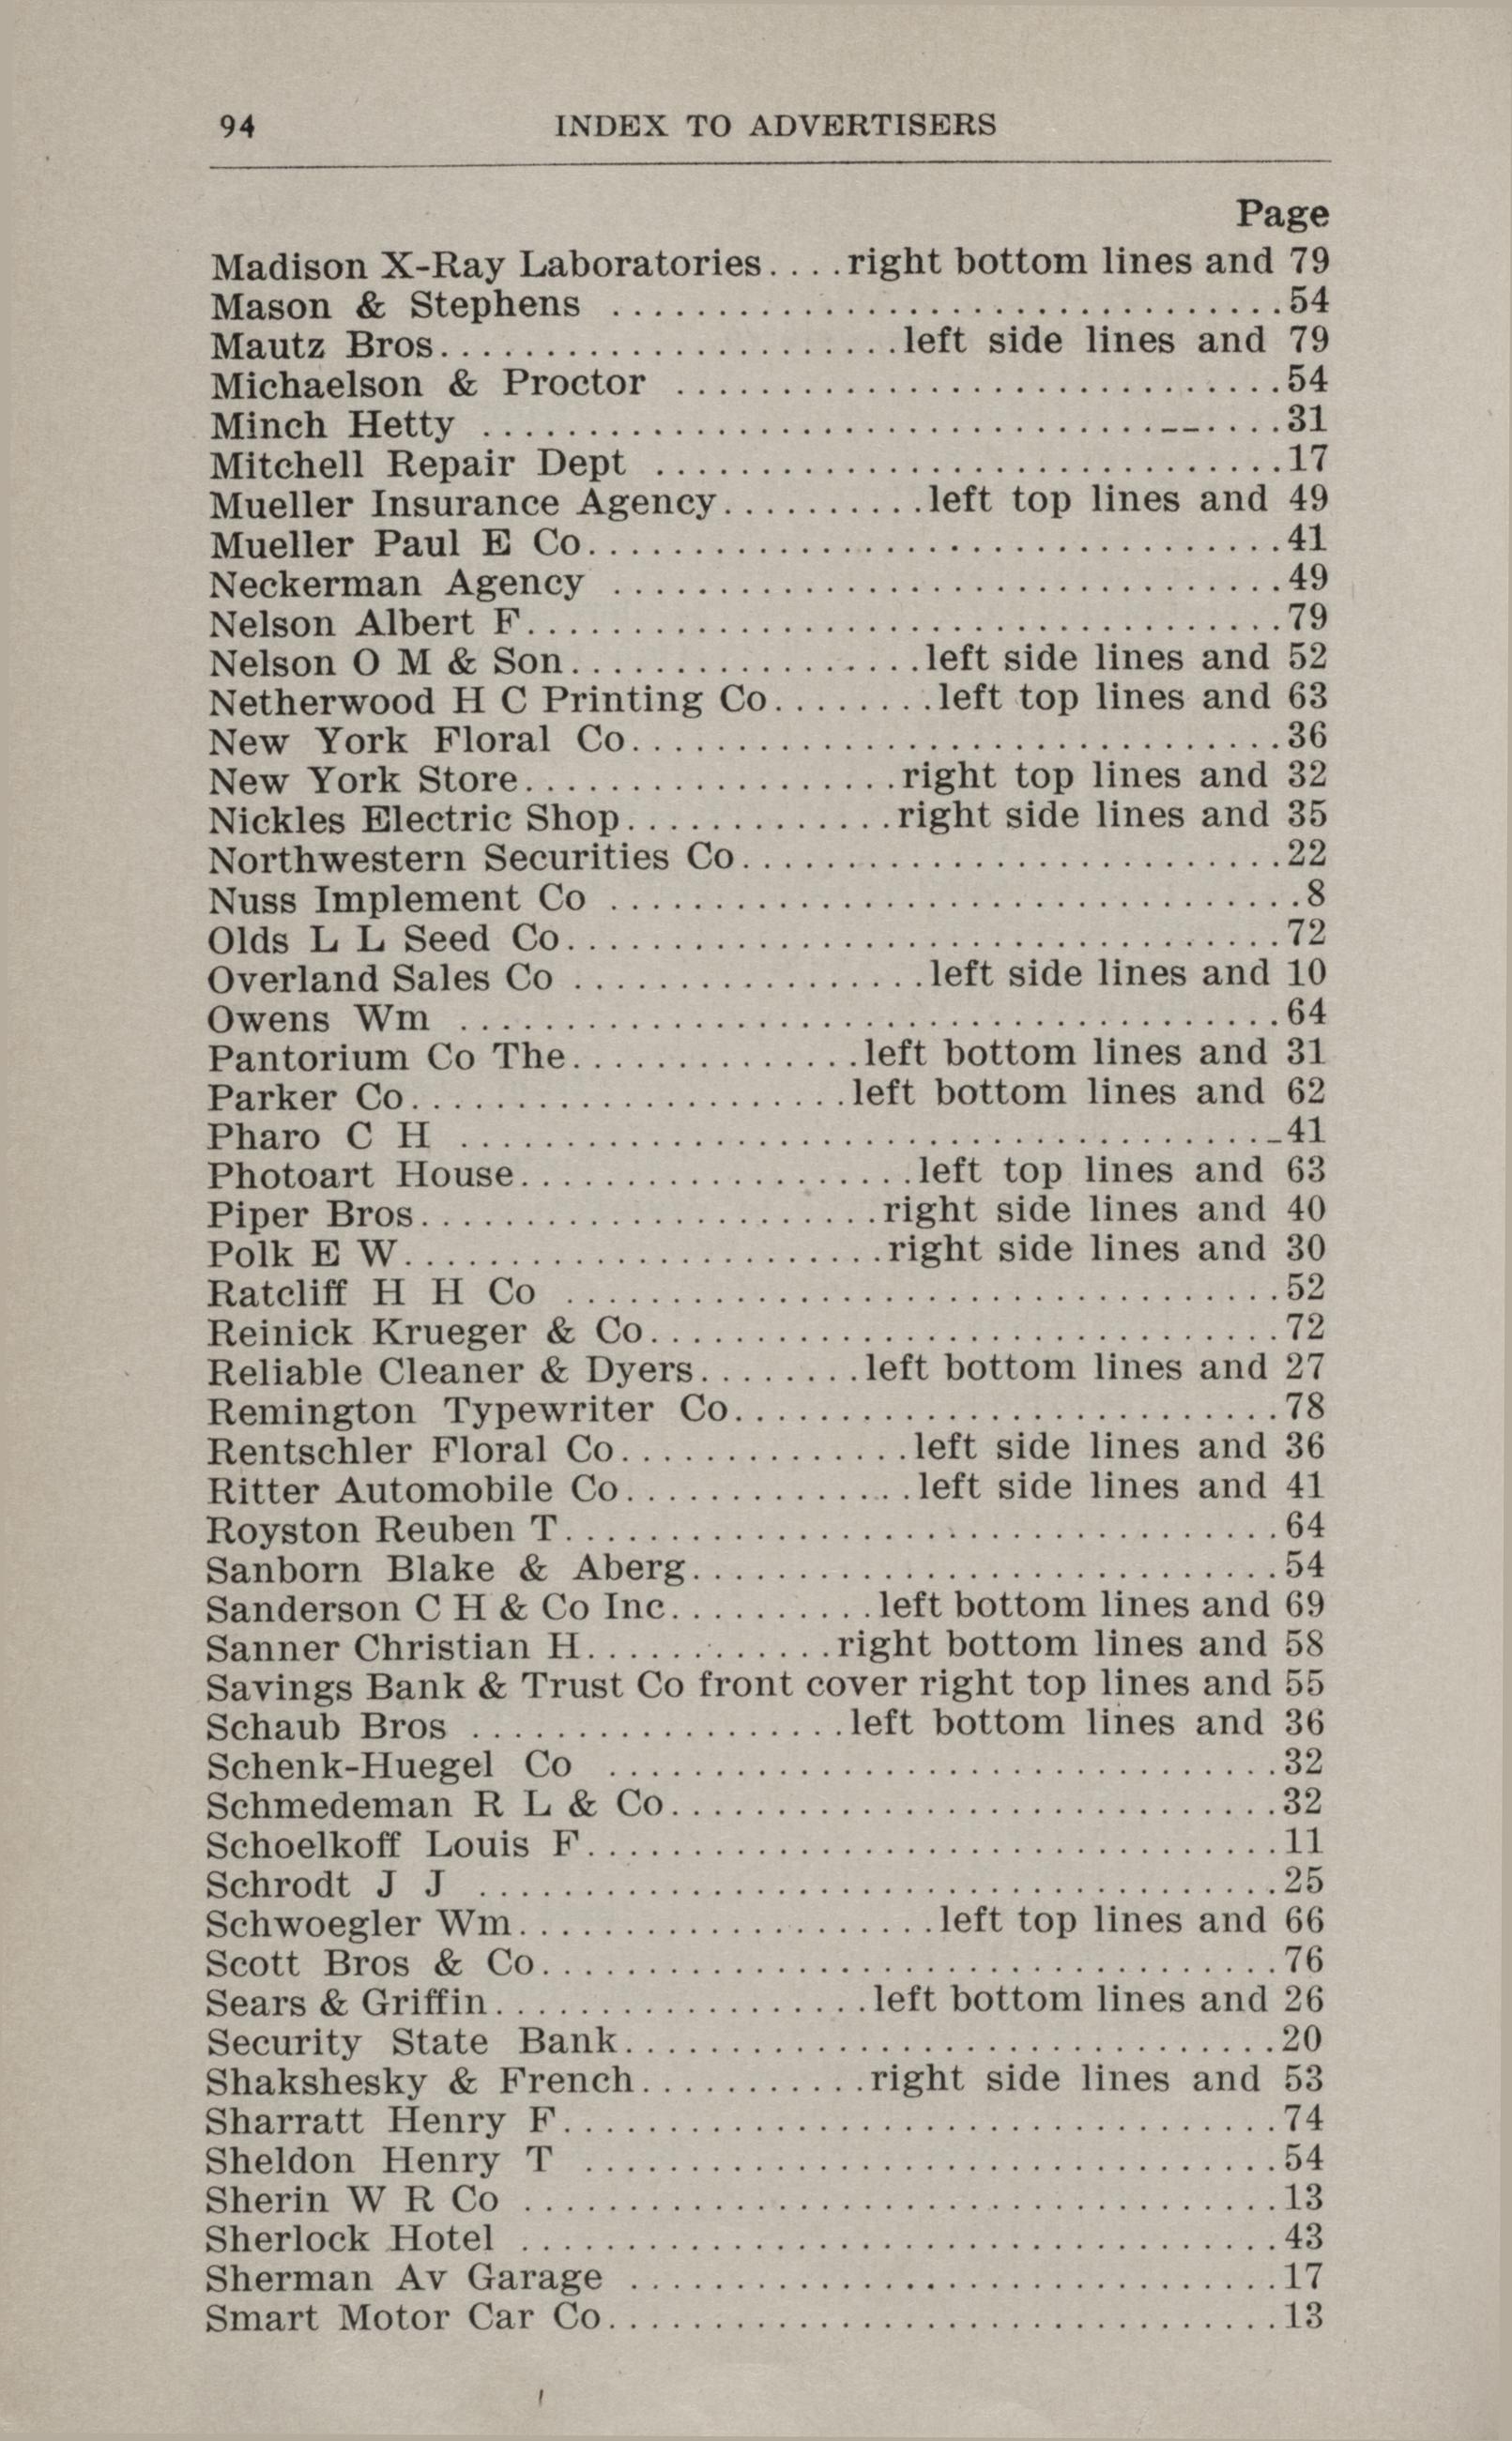 94 INDEX TO ADVERTISERS
Page
Madison X-Ray Laboratories....right bottom lines and 79
Mason & Stephens ................................54
Mautz Bros......................left side lines and 79
Michaelson & Proctor .............................54
Minch Hetty ................................--....31
Mitchell Repair Dept ..............................17
Mueller Insurance Agency..........left top lines and 49
Mueller Paul E Co.................................41
Neckerman Agency ................................49
Nelson Albert F....................................79
Nelson O M & Son.................left side lines and 52
Netherwood H C Printing Co........left top lines and 63
New York Floral Co...............................36
New York Store..................right top lines and 32
Nickles Electric Shop.............right side lines and 35
Northwestern Securities Co..........................22
Nuss Implement Co .................................8
Olds L L Seed Co..................................72
Overland Sales Co .................left side lines and 10
Owens Wm .......................................64
Pantorium Co The..............left bottom lines and 31
Parker Co.....................left bottom lines and 62
Pharo C H ......................................-41
Photoart House...................left top lines and 63
Piper Bros......................right side lines and 40
Polk E W.......................right side lines and 30
Ratcliff H H Co ..................................52
Reinick Krueger & Co..............................72
Reliable Cleaner & Dyers........left bottom lines and 27
Remington Typewriter Co..........................78
Rentschler Floral Co..............left side lines and 36
Ritter Automobile Co..............left side lines and 41
Royston Reuben T..................................64
Sanborn Blake & Aberg............................54
Sanderson C H & Co Inc..........left bottom lines and 69
Sanner Christian H............right bottom lines and 58
Savings Bank & Trust Co front cover right top lines and 55
Schaub Bros ..................left bottom lines and 36
Schenk-Huegel Co ................................32
Schmedeman R L & Co.............................32
Schoelkoff Louis F.................................11
Schrodt J J ......................................25
Schwoegler Wm....................left top lines and 66
Scott Bros & Co...................................76
Sears & Griffin..................left bottom lines and 26
Security State Bank...............................20
Shakshesky & French...........right side lines and 53
Sharratt Henry F..................................74
Sheldon Henry T .................................54
Sherin W R Co ....................................13
Sherlock Hotel ....................................43
Sherman Av Garage ...............................17
Smart Motor Car Co................................13